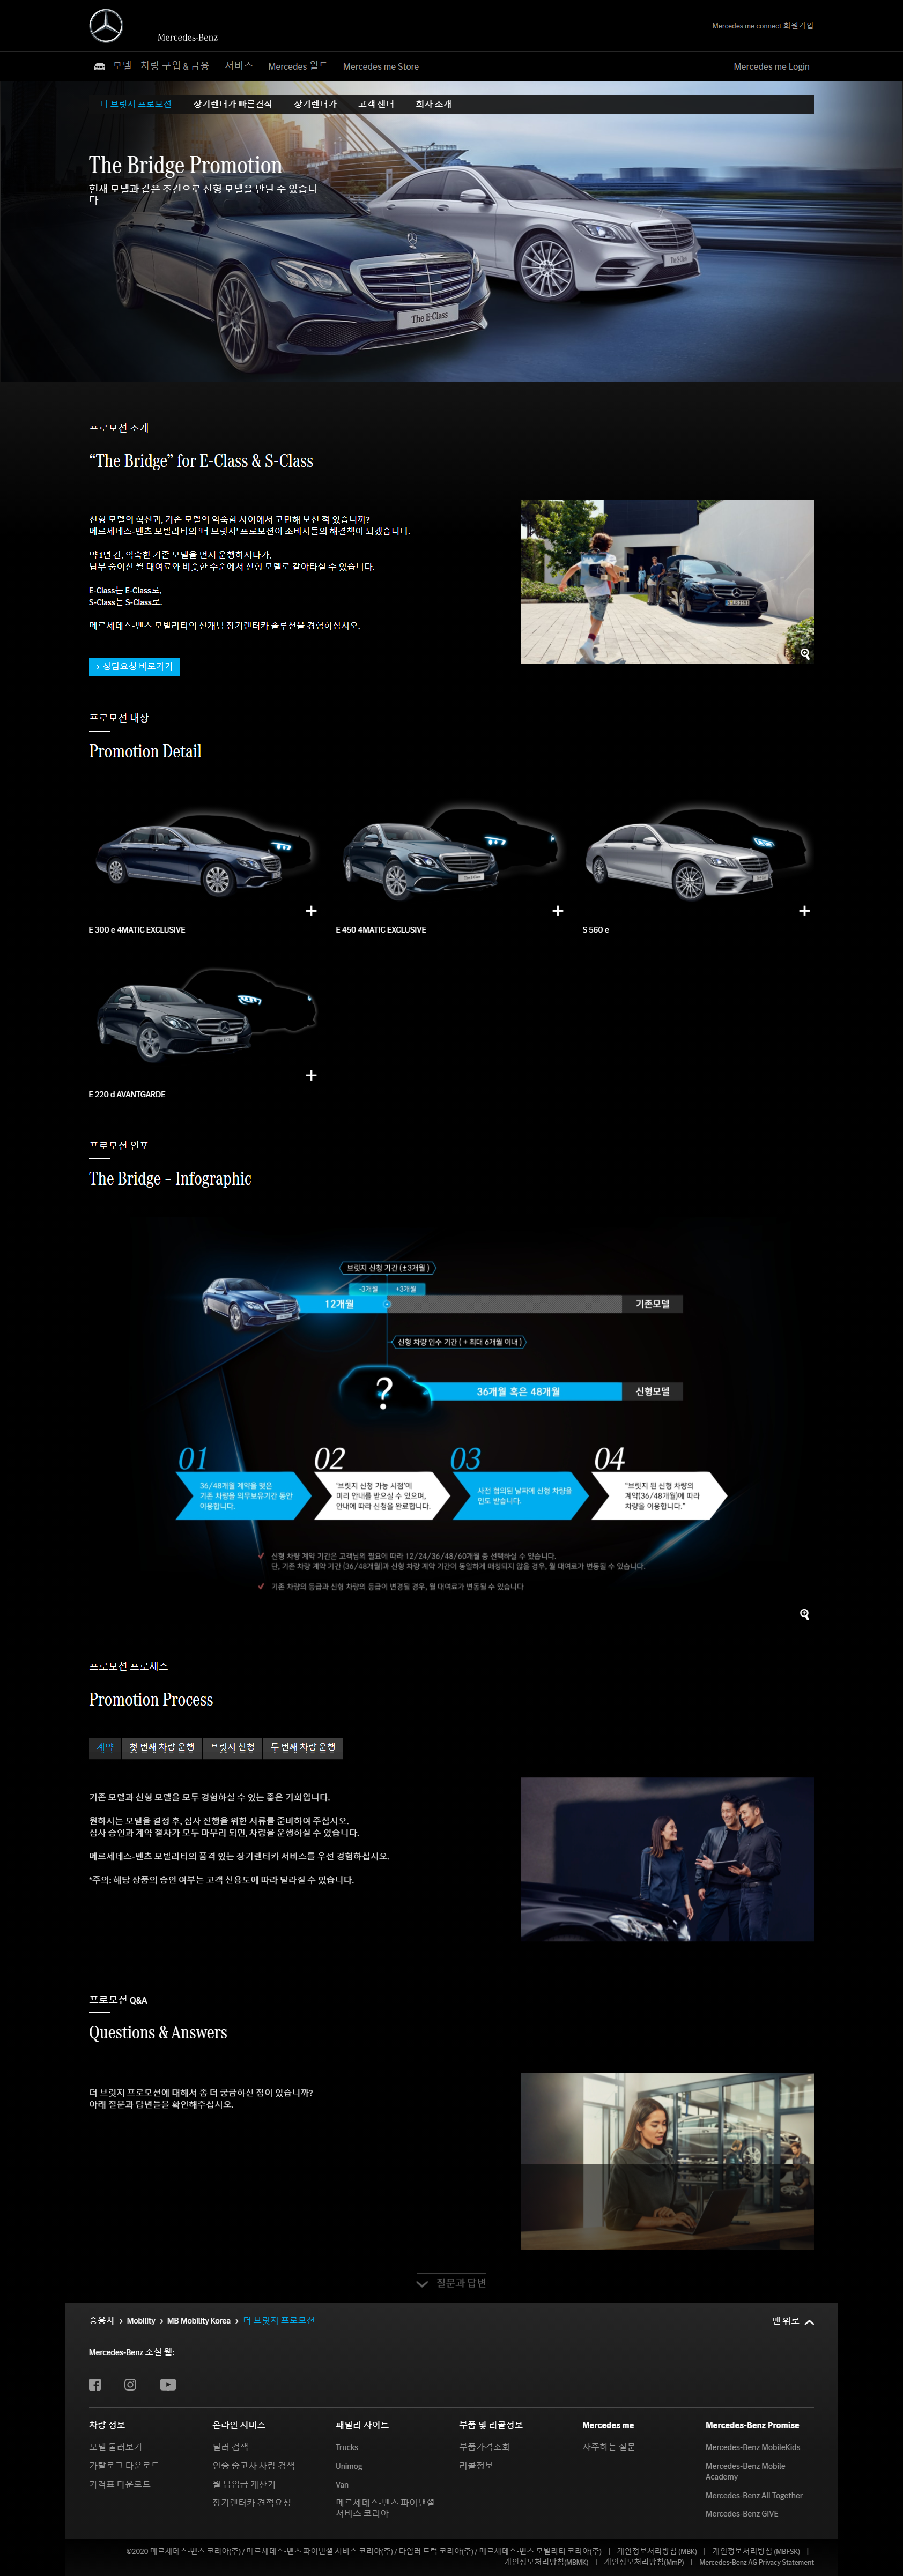 Mercedes-Benz
Mercedes me connect 회원가입
모델 차량 구입 & 금융 서비스 Mercedes 월드 Mercedes me Store Mercedes me Login
더 브릿지 프로모션 장기렌터카 빠른견적 장기렌터카 고객 센터 회사 소개
The Bridge Promotion
현재 모델과 같은 조건으로 신형 모델을 만날 수 있습니
다
The S-Class
The E-Class
프로모션 소개
“The Bridge” for E-Class & S-Class
신형 모델의 혁신과, 기존 모델의 익숙함 사이에서 고민해 보신 적 있습니까?
메르세데스-벤츠 모빌리티의 '더 브릿지' 프로모션이 소비자들의 해결책이 되겠습니다.
약 1년 간, 익숙한 기존 모델을 먼저 운행하시다가,
납부 중이신 월 대여료와 비슷한 수준에서 신형 모델로 갈아타실 수 있습니다.
E-Class는 E-Class로,
S-Class는 S-Class로.
메르세데스-벤츠 모빌리티의 신개념 장기렌터카 솔루션을 경험하십시오.
상담요청 바로가기
프로모션 대상
Promotion Detail
E 300 e 4MATIC EXCLUSIVE
E 450 4MATIC EXCLUSIVE
S 560 e
E 220 d AVANTGARDE
프로모션 인포
The Bridge – Infographic
브릿지 신청 기간 (±3개월 )
-3개월 +3개월
12개월 기존모델
신형 차량 인수 기간 ( + 최대 6개월 이내 )
?
36개월 혹은 48개월 신형모델
01
36/48개월 계약을 맺은
기존 차량을 의무보유기간 동안
이용합니다.
02
'브릿지 신청 가능 시점'에
미리 안내를 받으실 수 있으며,
안내에 따라 신청을 완료합니다.
03
사전 협의된 날짜에 신형 차량을
인도 받습니다.
04
"브릿지 된 신형 차량의
계약(36/48개월)에 따라
차량을 이용합니다."
신형 차량 계약 기간은 고객님의 필요에 따라 12/24/36/48/60개월 중 선택하실 수 있습니다.
단, 기존 차량 계약 기간 (36/48개월)과 신형 차량 계약 기간이 동일하게 매칭되지 않을 경우, 월 대여료가 변동될 수 있습니다.
기존 차량의 등급과 신형 차량의 등급이 변경될 경우, 월 대여료가 변동될 수 있습니다
프로모션 프로세스
Promotion Process
계약 첫 번째 차량 운행 브릿지 신청 두 번째 차량 운행
기존 모델과 신형 모델을 모두 경험하실 수 있는 좋은 기회입니다.
원하시는 모델을 결정 후, 심사 진행을 위한 서류를 준비하여 주십시오.
심사 승인과 계약 절차가 모두 마무리 되면, 차량을 운행하실 수 있습니다.
메르세데스-벤츠 모빌리티의 품격 있는 장기렌터카 서비스를 우선 경험하십시오.
*주의: 해당 상품의 승인 여부는 고객 신용도에 따라 달라질 수 있습니다.
프로모션 Q&A
Questions & Answers
더 브릿지 프로모션에 대해서 좀 더 궁금하신 점이 있습니까?
아래 질문과 답변들을 확인해주십시오.
질문과 답변
승용차 Mobility MB Mobility Korea 더 브릿지 프로모션 맨 위로
Mercedes-Benz 소셜 웹:
차량 정보
모델 둘러보기
카탈로그 다운로드
가격표 다운로드
온라인 서비스
딜러 검색
인증 중고차 차량 검색
월 납입금 계산기
장기렌터카 견적요청
패밀리 사이트
Trucks
Unimog
Van
메르세데스-벤츠 파이낸셜
서비스 코리아
부품 및 리콜정보
부품가격조회
리콜정보
Mercedes me
자주하는 질문
Mercedes-Benz Promise
Mercedes-Benz MobileKids
Mercedes-Benz Mobile
Academy
Mercedes-Benz All Together
Mercedes-Benz GIVE
©2020 메르세데스-벤츠 코리아(주) / 메르세데스-벤츠 파이낸셜 서비스 코리아(주) / 다임러 트럭 코리아(주) / 메르세데스-벤츠 모빌리티 코리아(주) | 개인정보처리방침 (MBK) | 개인정보처리방침 (MBFSK) |
개인정보처리방침(MBMK) | 개인정보처리방침(MmP) | Mercedes-Benz AG Privacy Statement